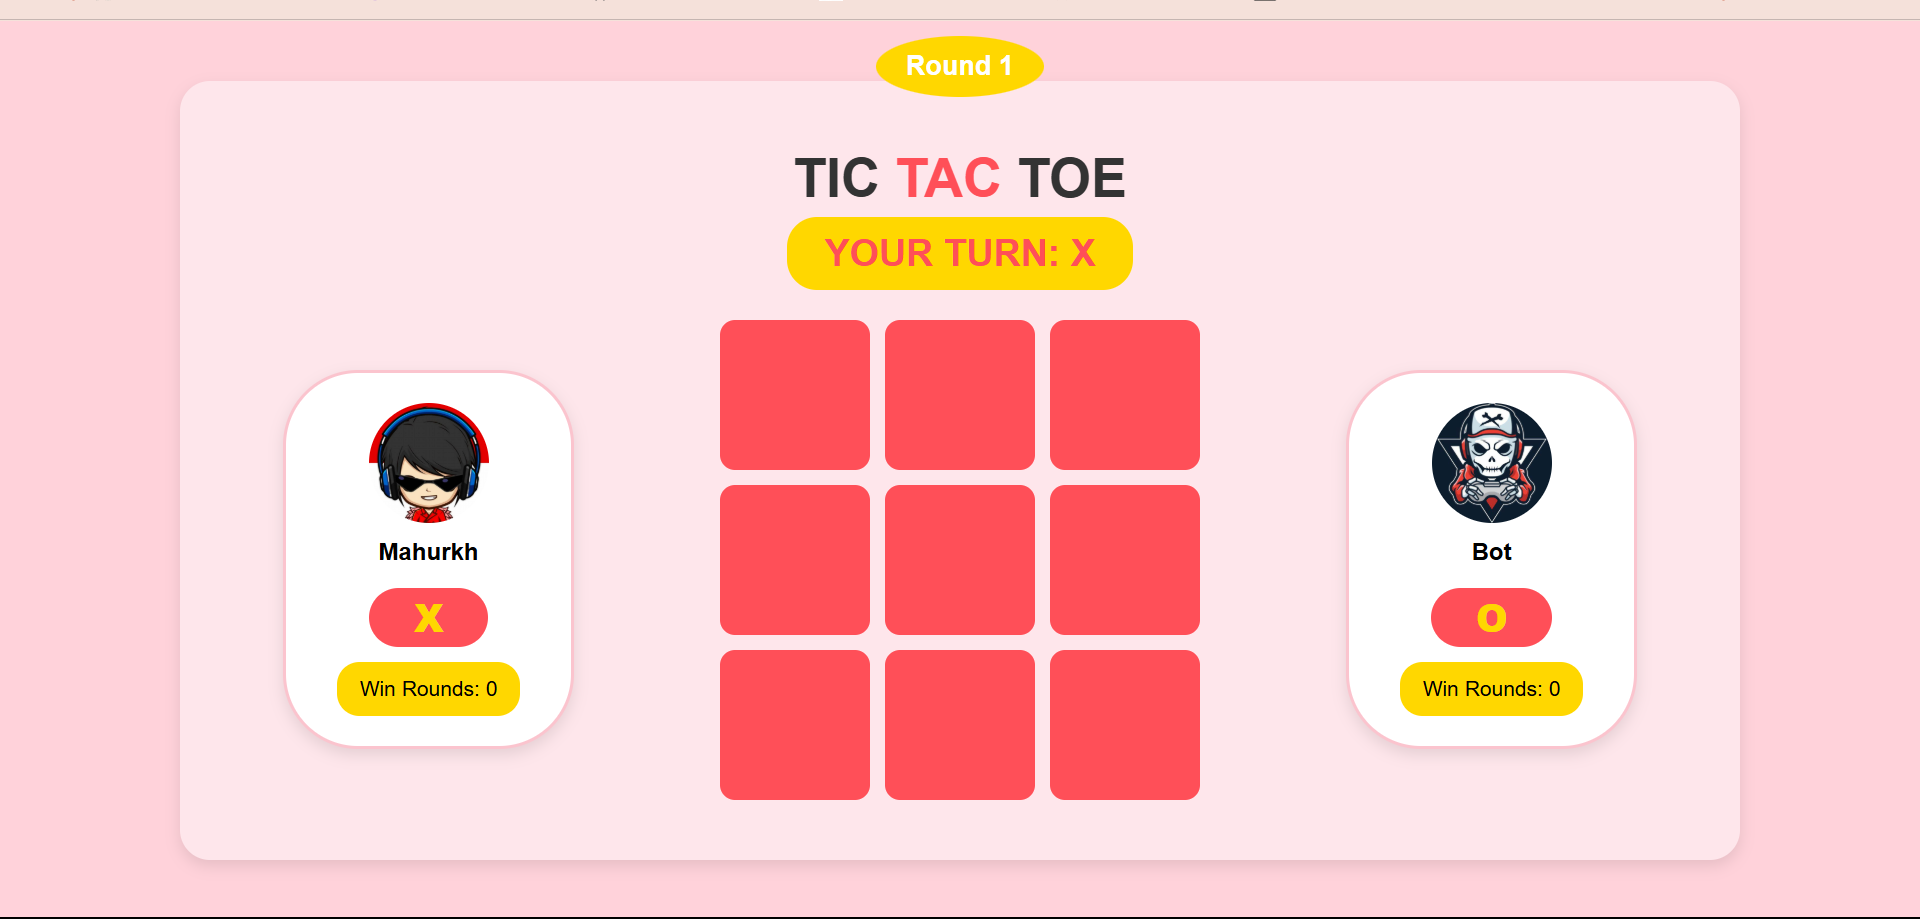 Round 1
TIC TAC TOE
YOUR TURN: X
Mahurkh
X
Win Rounds: 0
Bot
O
Win Rounds: 0